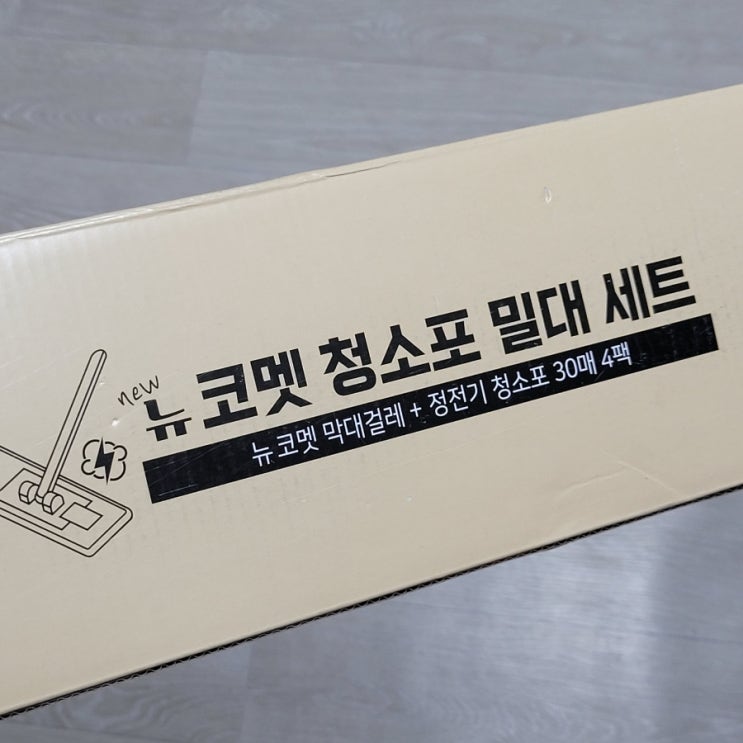 new
뉴 코멧 청소포 밀대 세트
뉴 코멧 막대걸레 + 정전기 청소포 30매 4팩